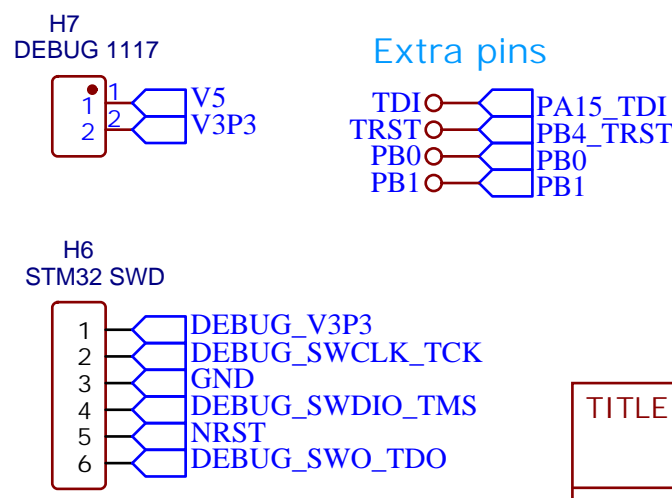 H7
DEBUG 1117
1 1 V5
2 2 V3P3
Extra pins
TDI PA15_TDI
TRST PB4_TRST
PB0 PB0
PB1 PB1
H6
STM32 SWD
1 DEBUG_V3P3
2 DEBUG_SWCLK_TCK
3 GND
4 DEBUG_SWDIO_TMS
5 NRST
6 DEBUG_SWO_TDO
TITLE